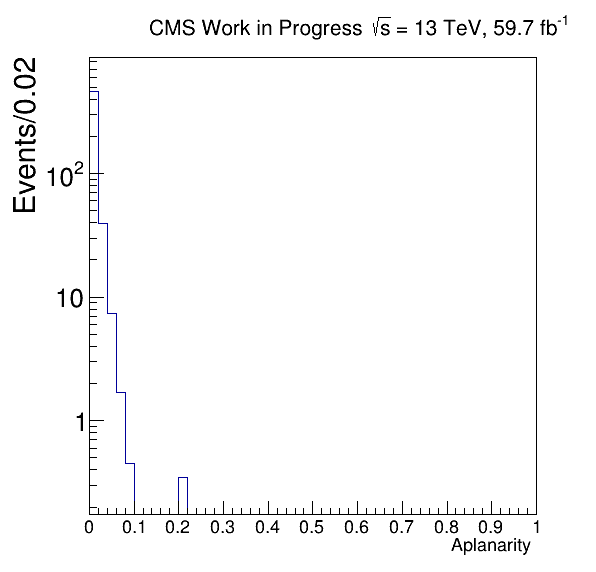 CMS Work in Progress √s = 13 TeV, 59.7 fb⁻¹
Events/0.02
10²
10
1
0 0.1 0.2 0.3 0.4 0.5 0.6 0.7 0.8 0.9 1
Aplanarity